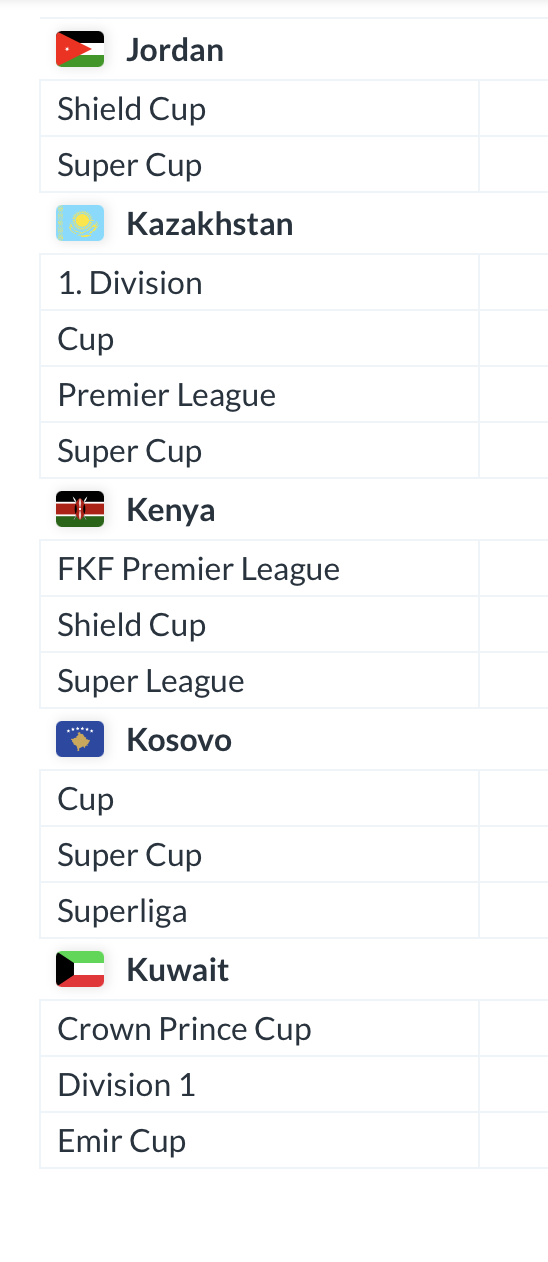 Jordan
Shield Cup
Super Cup
Kazakhstan
1. Division
Cup
Premier League
Super Cup
Kenya
FKF Premier League
Shield Cup
Super League
Kosovo
Cup
Super Cup
Superliga
Kuwait
Crown Prince Cup
Division 1
Emir Cup